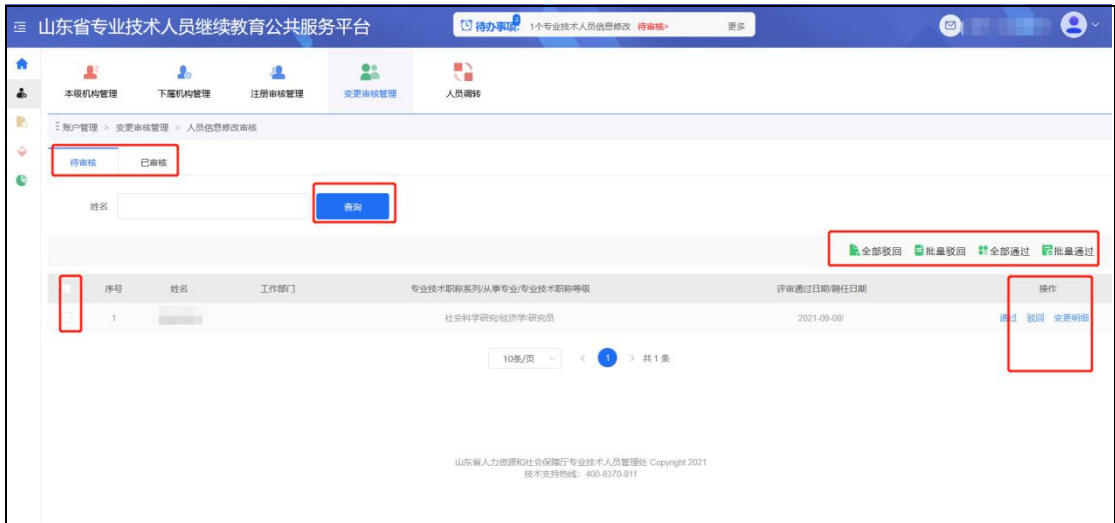 山东省专业技术人员继续教育公共服务平台 待办事项 2 1个专业技术人员信息修改 待审核> 更多
本级机构管理 下属机构管理 注册审核管理 变更审核管理 人员调转
账户管理 > 变更审核管理 > 人员信息修改审核
待审核 已审核
姓名 查询
全部驳回 批量驳回 全部通过 批量通过
序号 姓名 工作部门 专业技术职称系列/从事专业/专业技术职称等级 评审通过日期/聘任日期 操作
1 社会科学研究/经济学/研究员 2021-09-08/ 通过 驳回 变更明细
10条/页 < 1 > 共1条
山东省人力资源和社会保障厅专业技术人员管理处 Copyright 2021
技术支持热线：400-8370-811